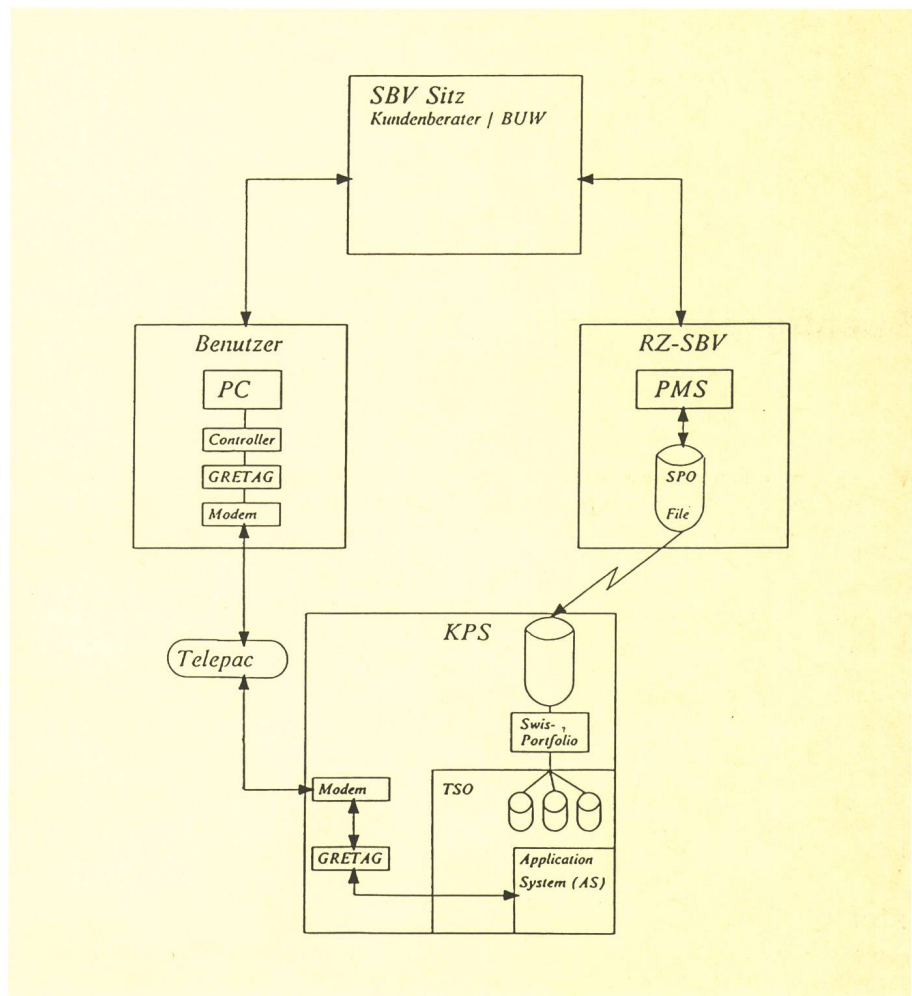 SBV Sitz
Kundenberater / BUW
Benutzer
PC
Controller
GRETAG
Modem
RZ-SBV
PMS
SPO
File
Telepac
KPS
Swis-,
Portfolio
Modem
TSO
GRETAG
Application
System (AS)